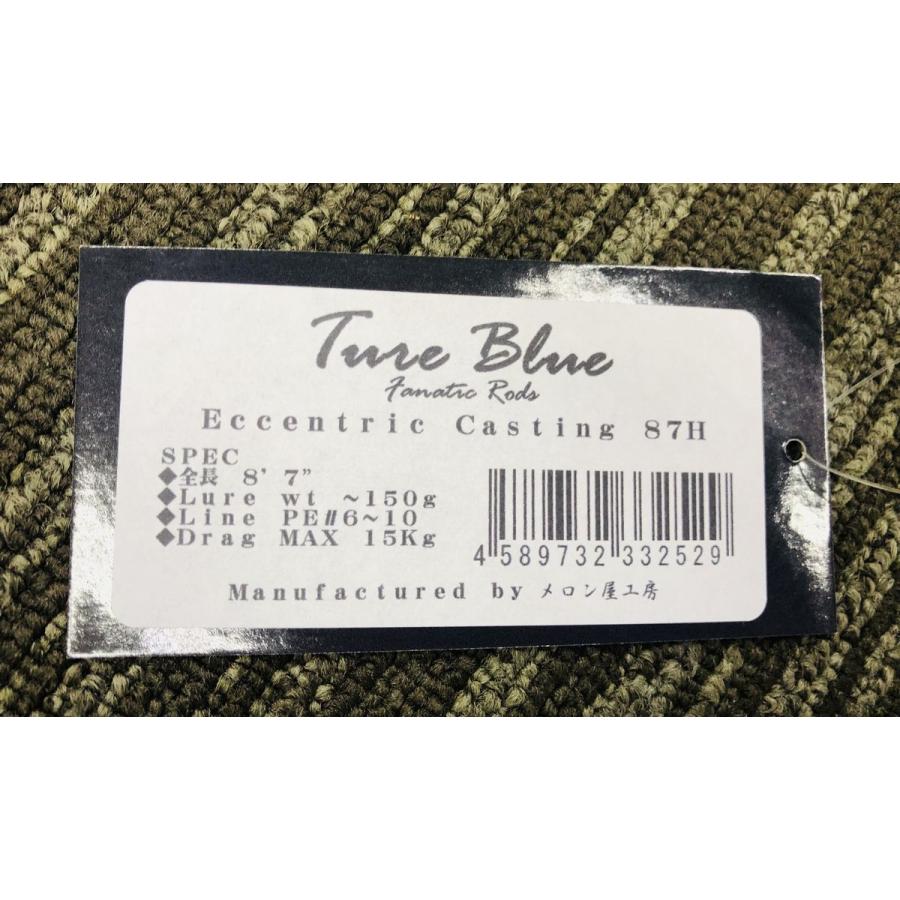 Ture Blue
Fanatic Rods
Eccentric Casting 87H
SPEC
◆全長 8' 7”
◆Lure wt ~150g
◆Line PE#6~10
◆Drag MAX 15Kg
4 589732 332529
Manufactured by メロン屋工房